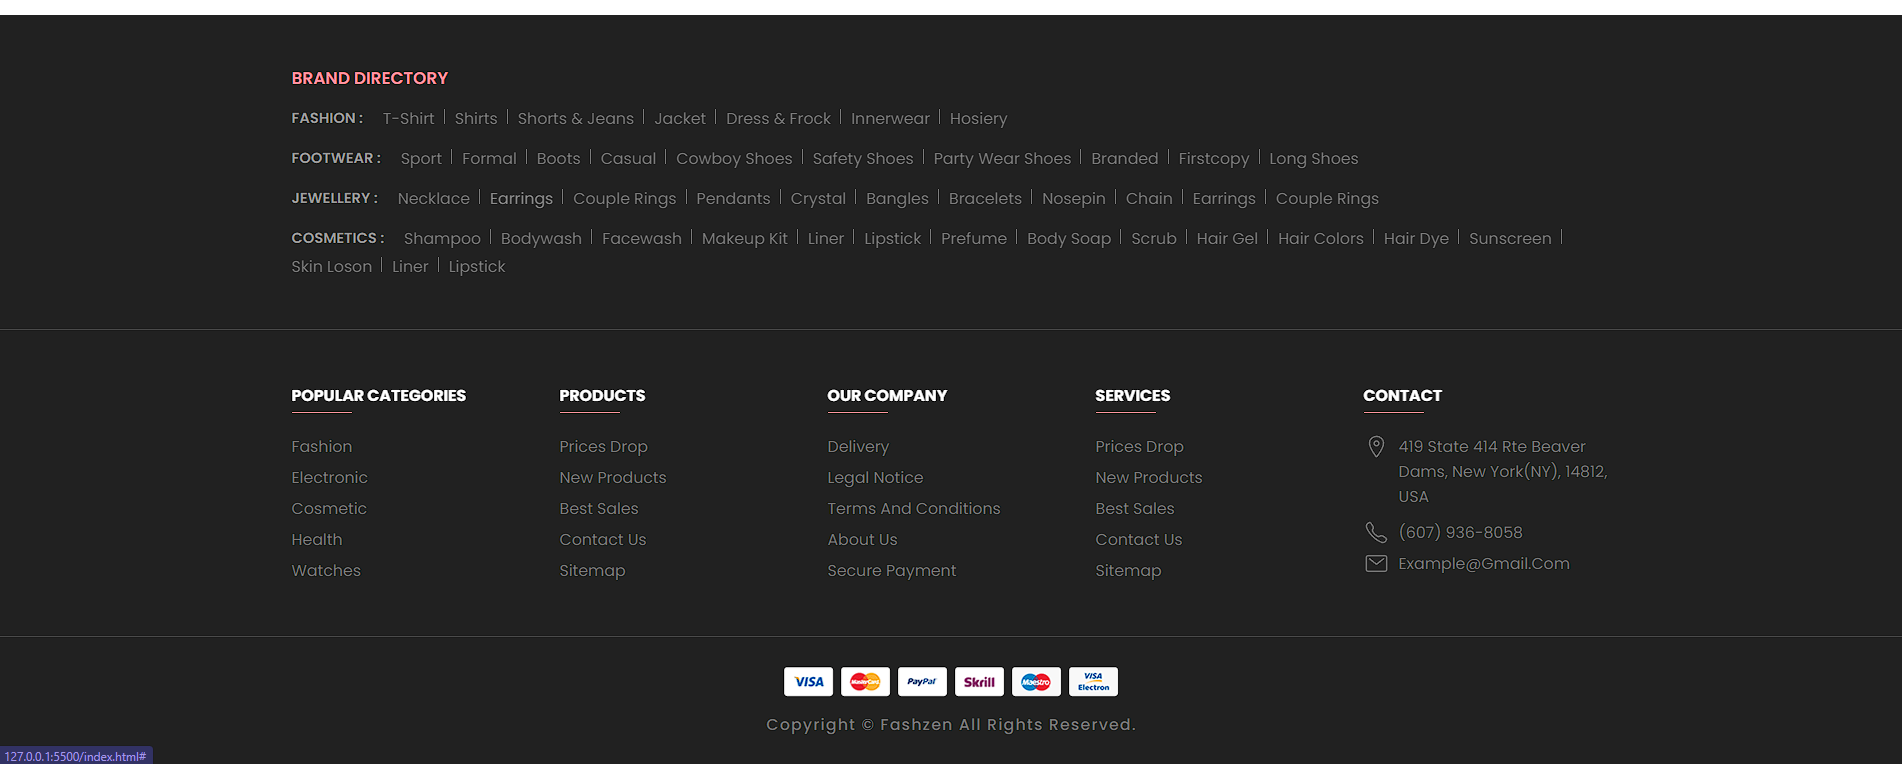 BRAND DIRECTORY
FASHION : T-Shirt | Shirts | Shorts & Jeans | Jacket | Dress & Frock | Innerwear | Hosiery
FOOTWEAR : Sport | Formal | Boots | Casual | Cowboy Shoes | Safety Shoes | Party Wear Shoes | Branded | Firstcopy | Long Shoes
JEWELLERY : Necklace | Earrings | Couple Rings | Pendants | Crystal | Bangles | Bracelets | Nosepin | Chain | Earrings | Couple Rings
COSMETICS : Shampoo | Bodywash | Facewash | Makeup Kit | Liner | Lipstick | Prefume | Body Soap | Scrub | Hair Gel | Hair Colors | Hair Dye | Sunscreen |
Skin Loson | Liner | Lipstick
POPULAR CATEGORIES
Fashion
Electronic
Cosmetic
Health
Watches
PRODUCTS
Prices Drop
New Products
Best Sales
Contact Us
Sitemap
OUR COMPANY
Delivery
Legal Notice
Terms And Conditions
About Us
Secure Payment
SERVICES
Prices Drop
New Products
Best Sales
Contact Us
Sitemap
CONTACT
419 State 414 Rte Beaver
Dams, New York(NY), 14812,
USA
(607) 936-8058
Example@Gmail.Com
VISA MasterCard PayPal Skrill Maestro VISA
Electron
Copyright © Fashzen All Rights Reserved.
127.0.0.1:5500/index.html#